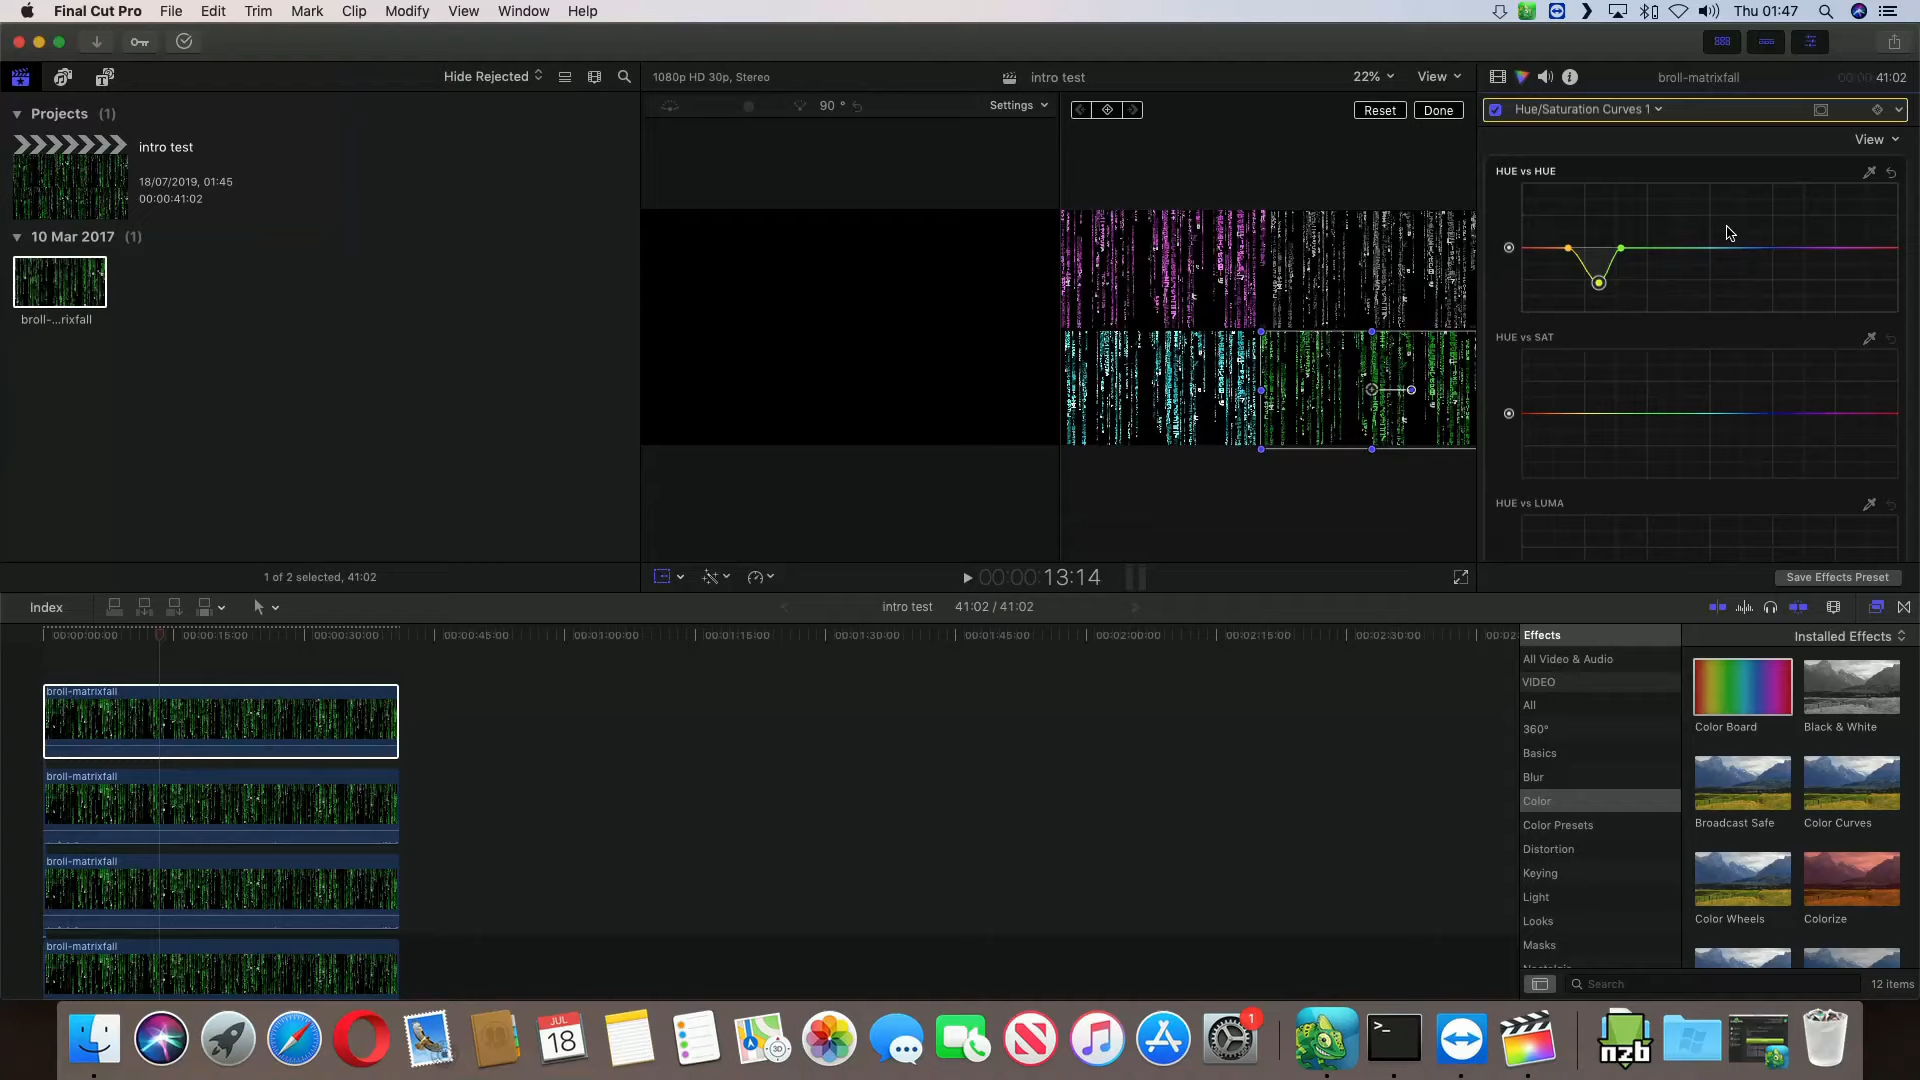 Final Cut Pro File Edit Trim Mark Clip Modify View Window Help Thu 01:47
Hide Rejected 1080p HD 30p, Stereo intro test 22% View broll-matrixfall 00:00:41:02
Projects (1)
intro test
18/07/2019, 01:45
00:00:41:02
10 Mar 2017 (1)
broll-...rixfall
1 of 2 selected, 41:02
90 ° Settings
Reset Done
00:00:13:14
Hue/Saturation Curves 1
View
HUE vs HUE
HUE vs SAT
HUE vs LUMA
Save Effects Preset
Index intro test 41:02 / 41:02
00:00:00:00 00:00:15:00 00:00:30:00 00:00:45:00 00:01:00:00 00:01:15:00 00:01:30:00 00:01:45:00 00:02:00:00 00:02:15:00 00:02:30:00 00:02
broll-matrixfall
broll-matrixfall
broll-matrixfall
broll-matrixfall
Effects Installed Effects
All Video & Audio
VIDEO
All
360°
Basics
Blur
Color
Color Presets
Distortion
Keying
Light
Looks
Masks
Color Board Black & White
Broadcast Safe Color Curves
Color Wheels Colorize
Search 12 items
JUL
18
3D
>_
1
nzb